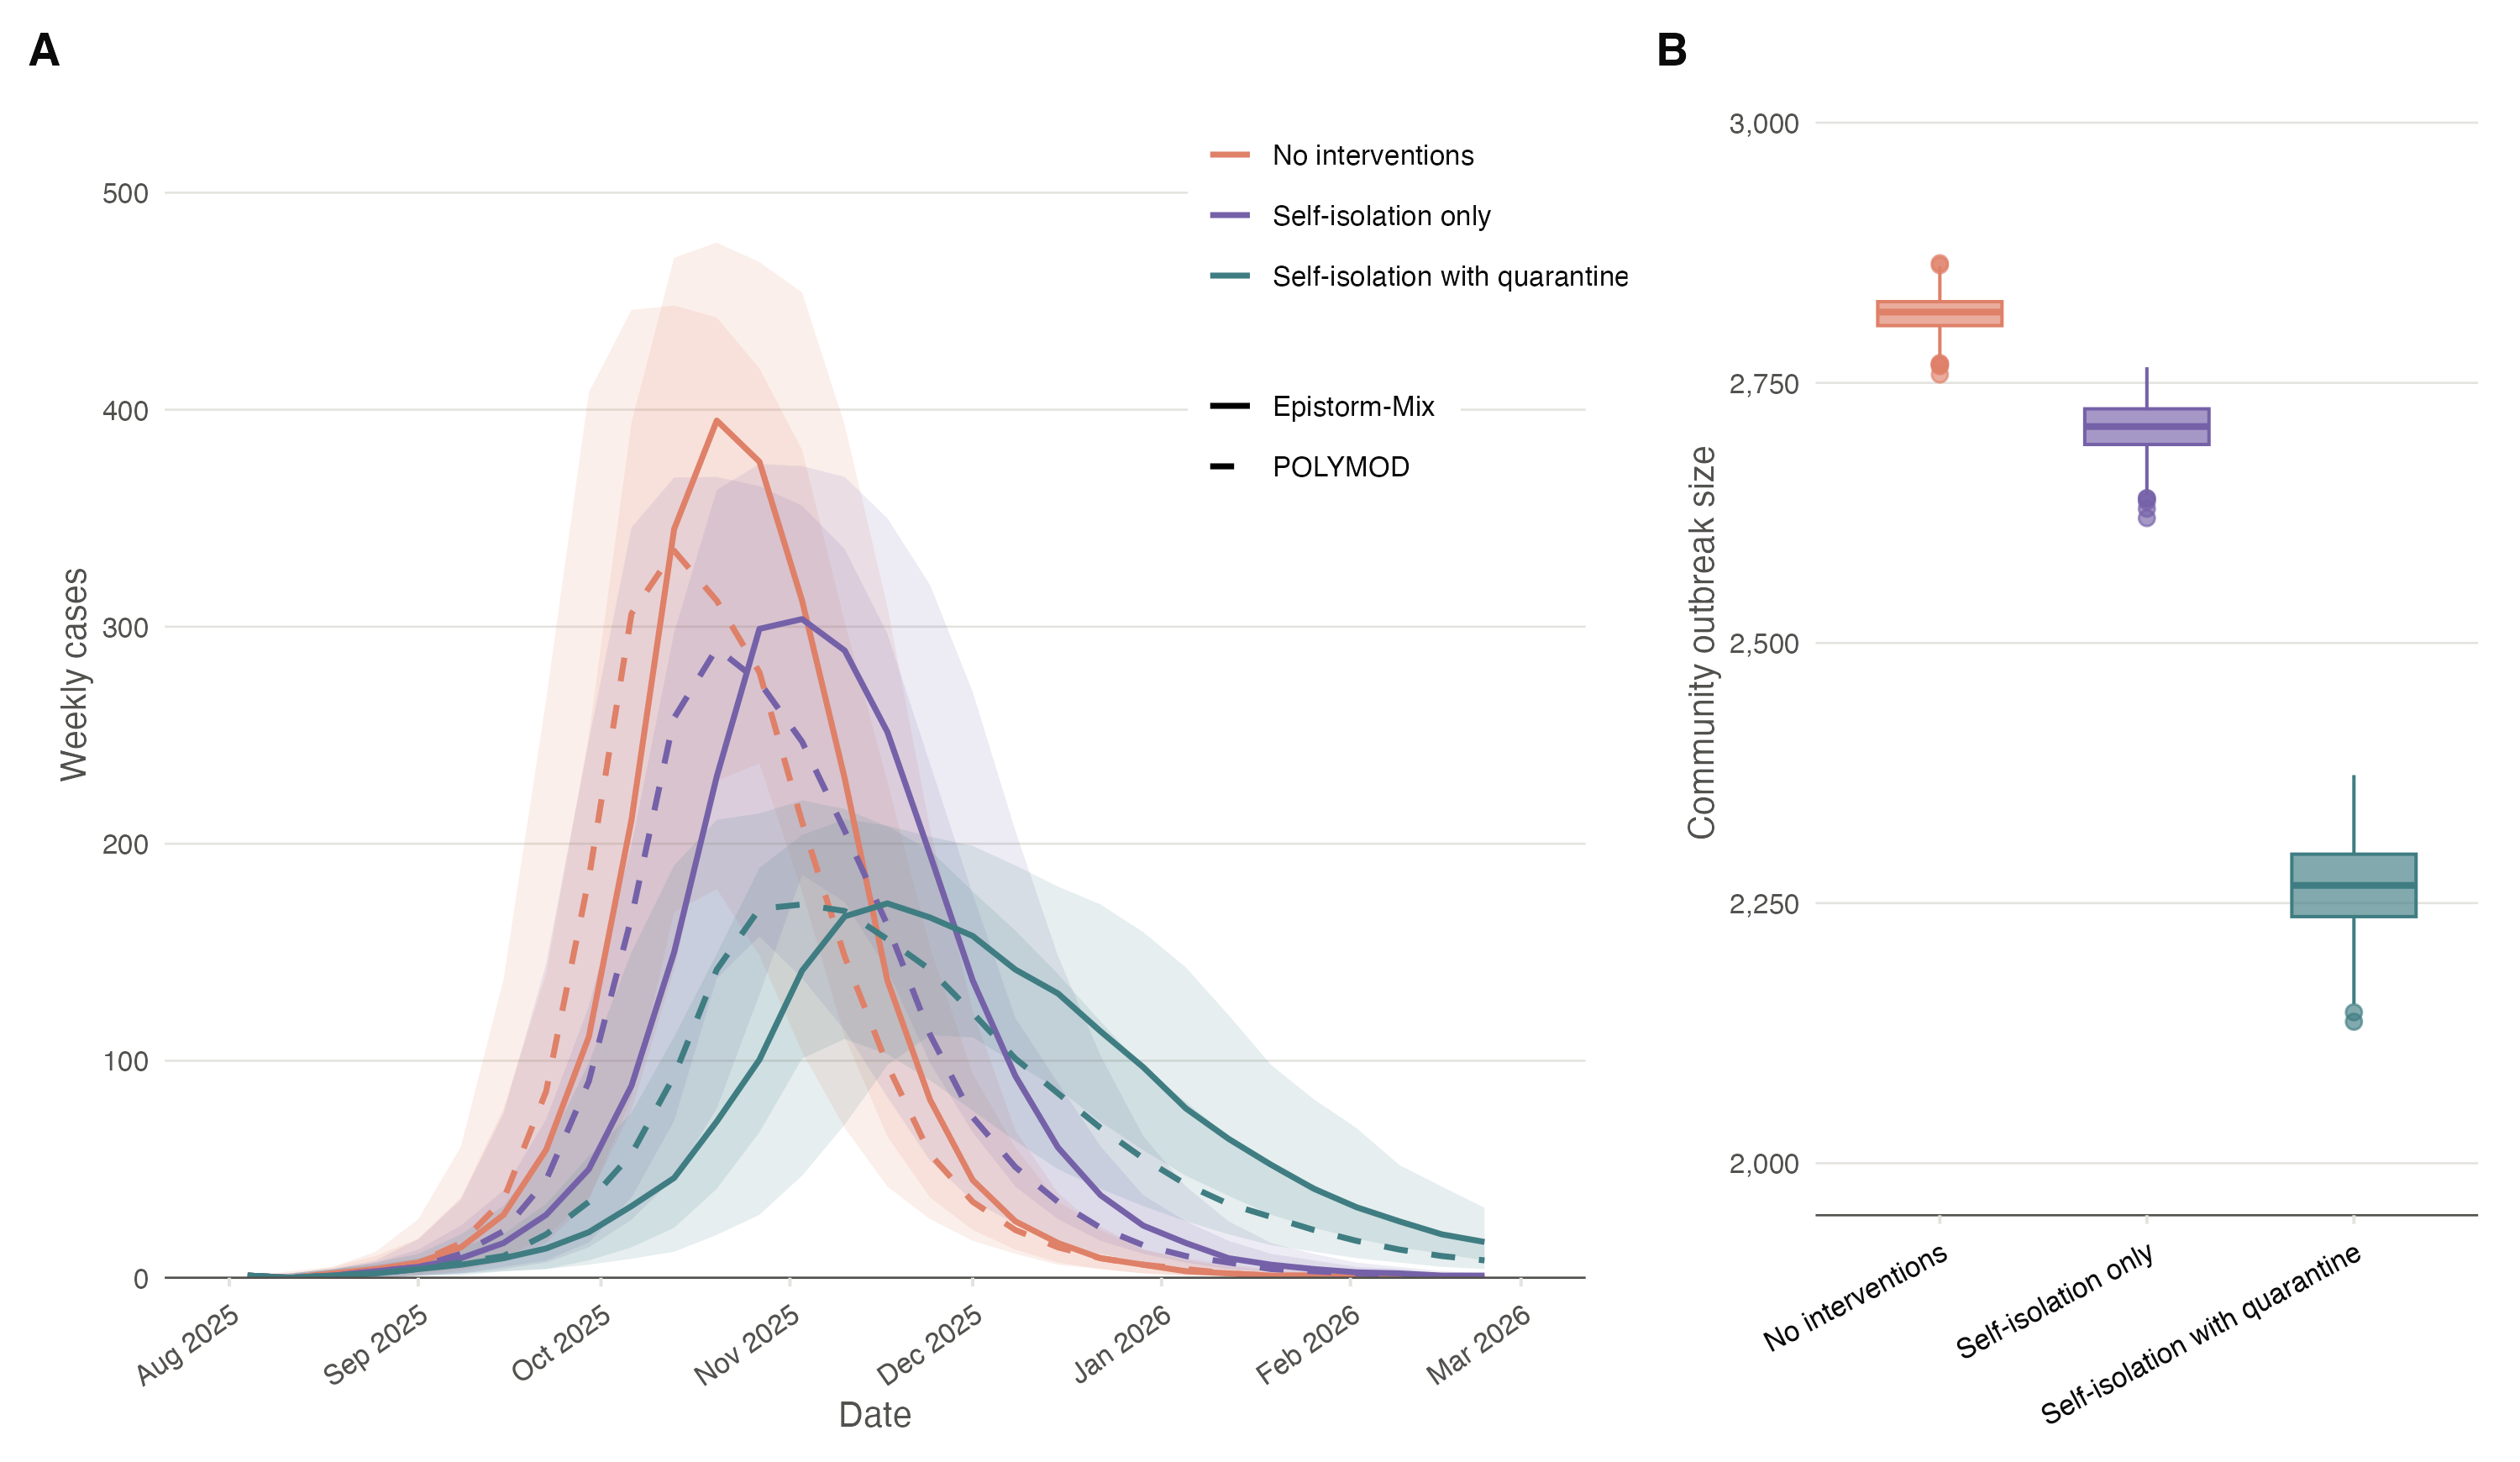 A
B
No interventions
Self-isolation only
Self-isolation with quarantine
Epistorm-Mix
POLYMOD
Weekly cases
500
400
300
200
100
0
Aug 2025
Sep 2025
Oct 2025
Nov 2025
Dec 2025
Jan 2026
Feb 2026
Mar 2026
Date
Community outbreak size
3,000
2,750
2,500
2,250
2,000
No interventions
Self-isolation only
Self-isolation with quarantine